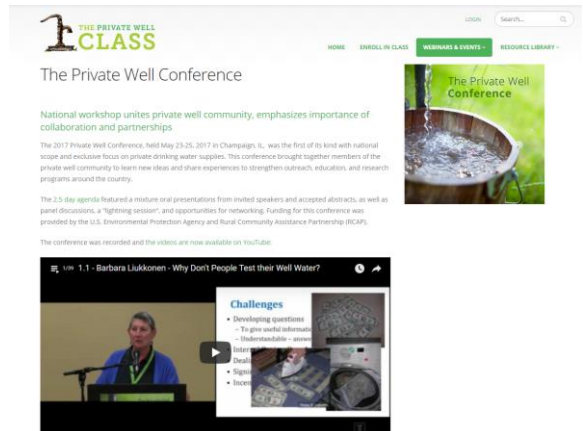 LOGIN Search...
THE PRIVATE WELL
CLASS
HOME ENROLL IN CLASS WEBINARS & EVENTS RESOURCE LIBRARY
The Private Well Conference
The Private Well
Conference
National workshop unites private well community, emphasizes importance of
collaboration and partnerships
The 2017 Private Well Conference, held May 23-25, 2017 in Champaign, IL, was the first of its kind with national
scope and exclusive focus on private drinking water supplies. This conference brought together members of the
private well community to learn new ideas and share experiences to strengthen outreach, education, and research
programs around the country.
The 2.5 day agenda featured a mixture oral presentations from invited speakers and accepted abstracts, as well as
panel discussions, a "lightning session", and opportunities for networking. Funding for this conference was
provided by the U.S. Environmental Protection Agency and Rural Community Assistance Partnership (RCAP).
The conference was recorded and the videos are now available on YouTube
1.1 - Barbara Liukkonen - Why Don't People Test their Well Water?
Challenges
• Developing questions
– To give useful
– Understandable –